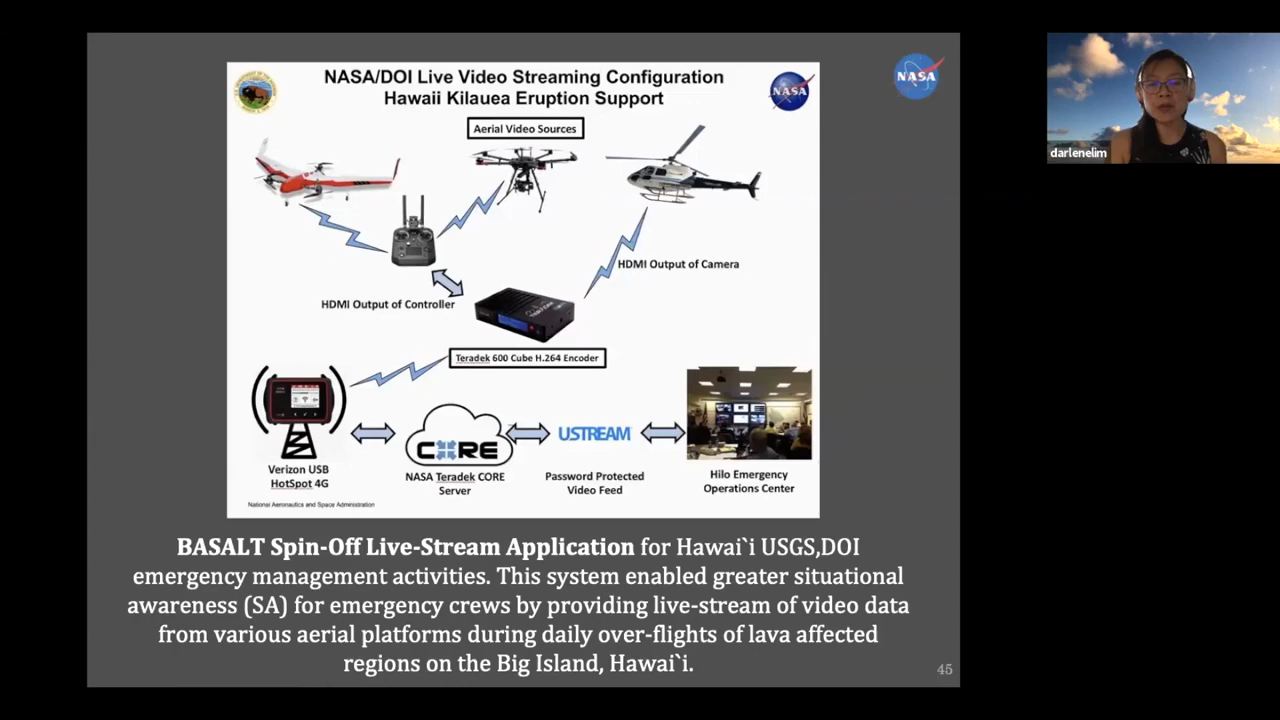 NASA/DOI Live Video Streaming Configuration
Hawaii Kilauea Eruption Support
NASA
NASA
Aerial Video Sources
darlenelim
HDMI Output of Camera
HDMI Output of Controller
Teradek 600 Cube H.264 Encoder
CORE
USTREAM
Verizon USB
HotSpot 4G
NASA Teradek CORE
Server
Password Protected
Video Feed
Hilo Emergency
Operations Center
National Aeronautics and Space Administration
BASALT Spin-Off Live-Stream Application for Hawai`i USGS,DOI
emergency management activities. This system enabled greater situational
awareness (SA) for emergency crews by providing live-stream of video data
from various aerial platforms during daily over-flights of lava affected
regions on the Big Island, Hawai`i.
45